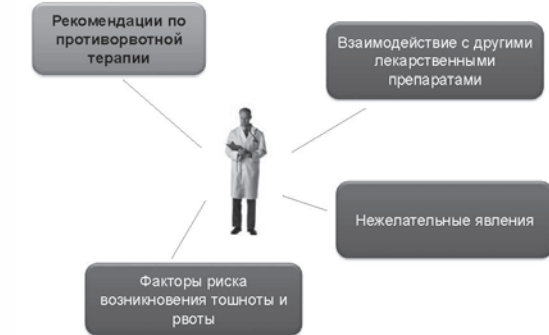 Рекомендации по
противорвотной
терапии
Взаимодействие с другими
лекарственными
препаратами
Нежелательные явления
Факторы риска
возникновения тошноты и
рвоты